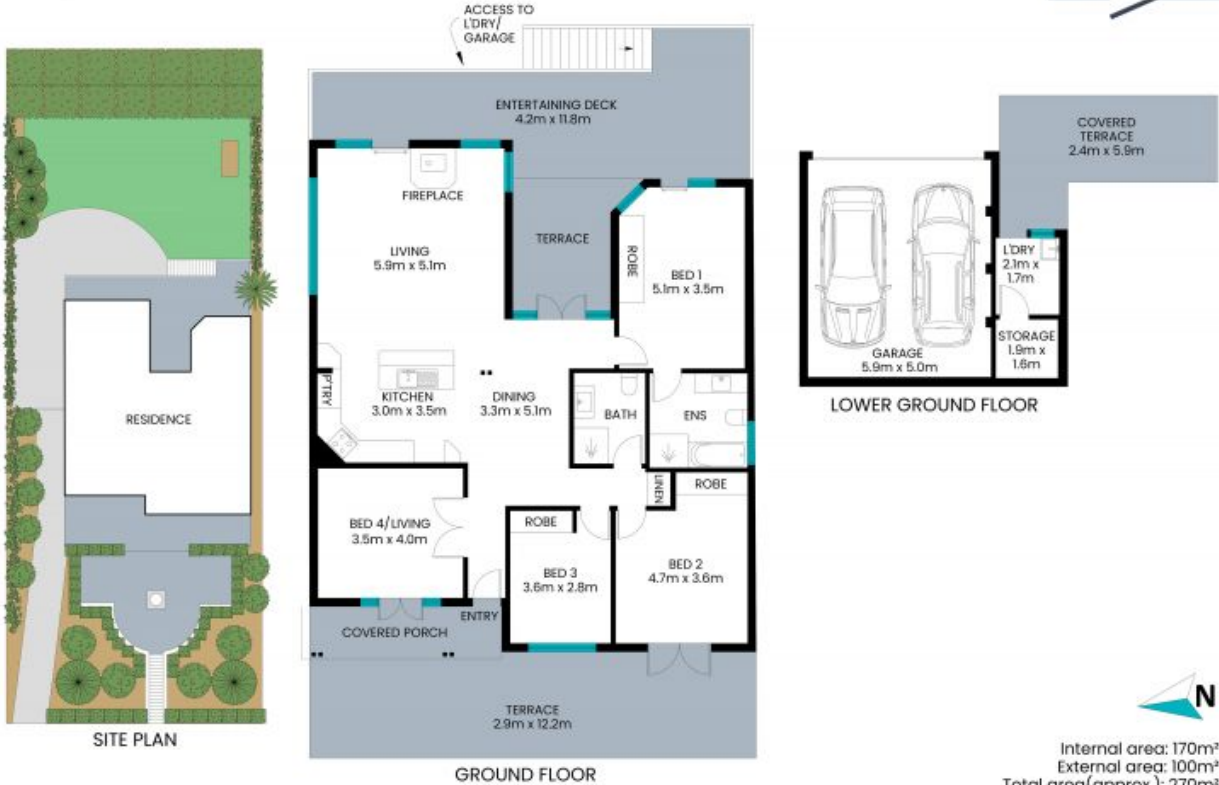 ACCESS TO
L'DRY/
GARAGE
ENTERTAINING DECK
4.2m x 11.8m
FIREPLACE
LIVING
5.9m x 5.1m
TERRACE
ROBE
BED 1
5.1m x 3.5m
P'TRY
KITCHEN
3.0m x 3.5m
DINING
3.3m x 5.1m
BATH
ENS
LINEN
ROBE
BED 4/LIVING
3.5m x 4.0m
ROBE
BED 3
3.6m x 2.8m
BED 2
4.7m x 3.6m
ENTRY
COVERED PORCH
TERRACE
2.9m x 12.2m
GROUND FLOOR
RESIDENCE
SITE PLAN
COVERED
TERRACE
2.4m x 5.9m
L'DRY
2.1m x
1.7m
STORAGE
1.9m x
1.6m
GARAGE
5.9m x 5.0m
LOWER GROUND FLOOR
N
Internal area: 170m²
External area: 100m²
Total area(approx.): 270m²